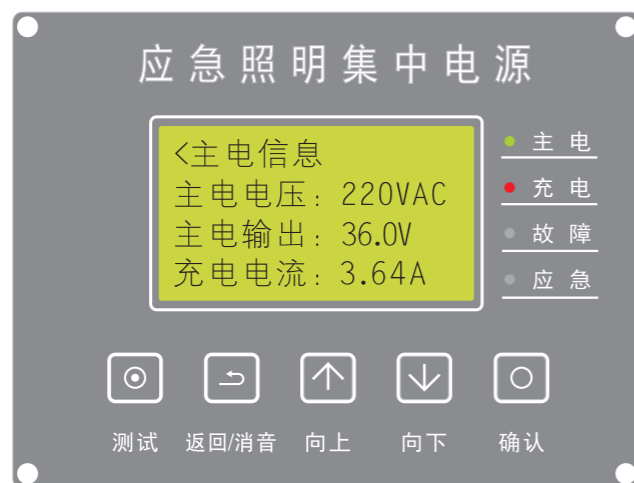 应急照明集中电源
<主电信息
主电电压: 220VAC
主电输出: 36.0V
充电电流: 3.64A
主电
充电
故障
应急
测试 返回/消音 向上 向下 确认